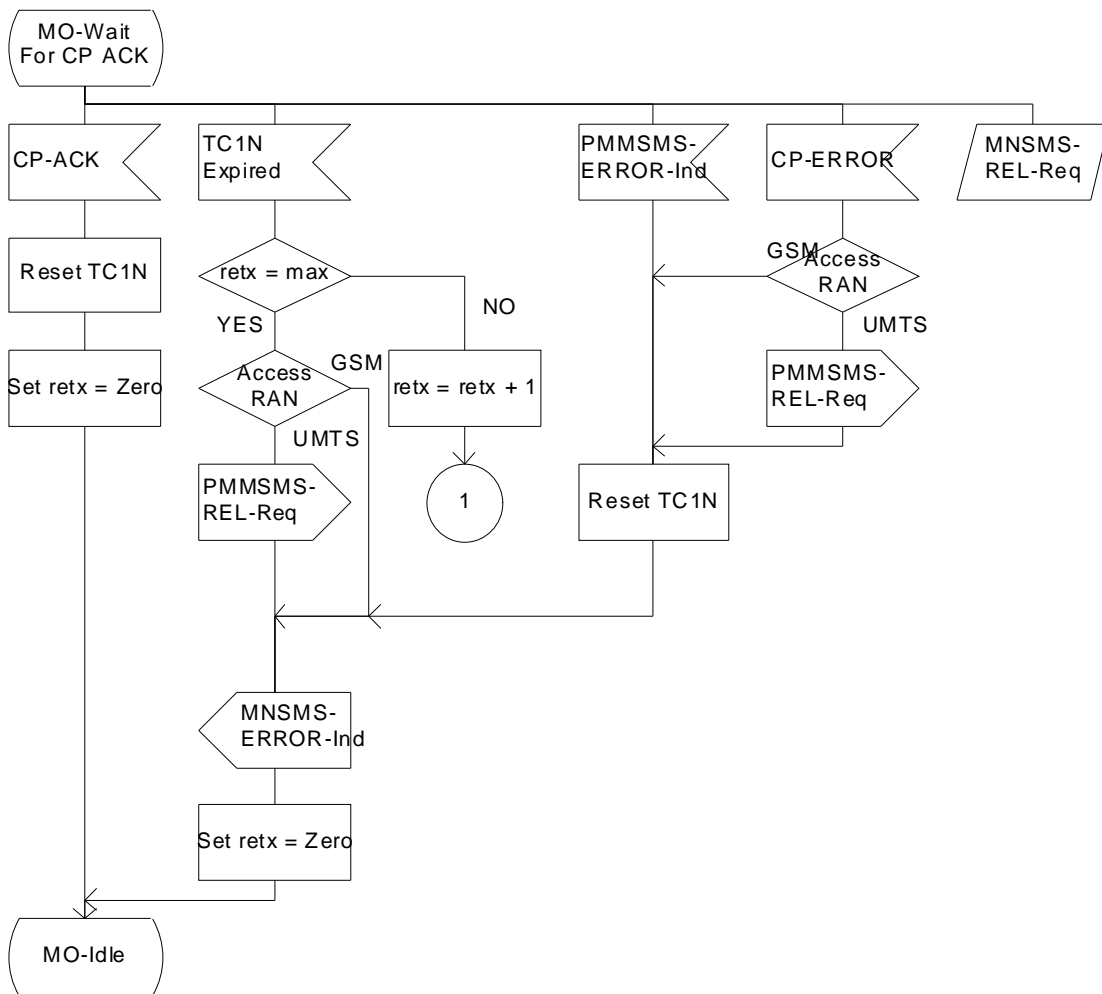 MO-Wait
For CP ACK
CP-ACK
TC1N
Expired
PMMSMS-
ERROR-Ind
CP-ERROR
MNSMS-
REL-Req
Reset TC1N
retx = max
GSM
Access
RAN
NO
YES
UMTS
Set retx = Zero
Access
RAN
GSM
retx = retx + 1
PMMSMS-
REL-Req
UMTS
PMMSMS-
REL-Req
1
Reset TC1N
MNSMS-
ERROR-Ind
Set retx = Zero
MO-Idle